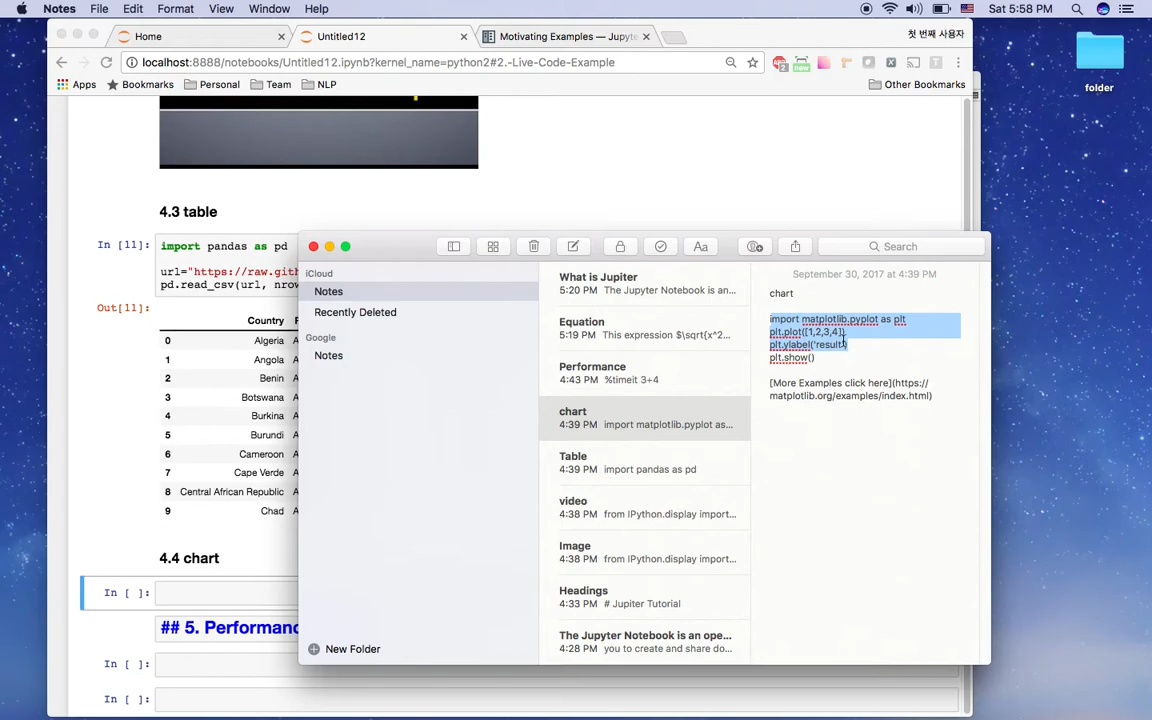 Notes File Edit Format View Window Help
Sat 5:58 PM
Home
Untitled12
Motivating Examples — Jupyte
첫 번째 사용자
localhost:8888/notebooks/Untitled12.ipynb?kernel_name=python2#2.-Live-Code-Example
Apps Bookmarks Personal Team NLP
Other Bookmarks
folder
4.3 table
In [11]: import pandas as pd
url="https://raw.gith
pd.read_csv(url, nrow
Out[11]:
Country
0 Algeria
1 Angola
2 Benin
3 Botswana
4 Burkina
5 Burundi
6 Cameroon
7 Cape Verde
8 Central African Republic
9 Chad
4.4 chart
In [ ]:
## 5. Performanc
In [ ]:
In [ ]:
Search
iCloud
Notes
Recently Deleted
Google
Notes
New Folder
What is Jupiter
5:20 PM The Jupyter Notebook is an...
Equation
5:19 PM This expression $\sqrt{x^2...
Performance
4:43 PM %timeit 3+4
chart
4:39 PM import matplotlib.pyplot as...
Table
4:39 PM import pandas as pd
video
4:38 PM from IPython.display import...
Image
4:38 PM from IPython.display import...
Headings
4:33 PM # Jupiter Tutorial
The Jupyter Notebook is an ope...
4:28 PM you to create and share do...
September 30, 2017 at 4:39 PM
chart
import matplotlib.pyplot as plt
plt.plot([1,2,3,4])
plt.ylabel('result')
plt.show()
[More Examples click here](https://
matplotlib.org/examples/index.html)